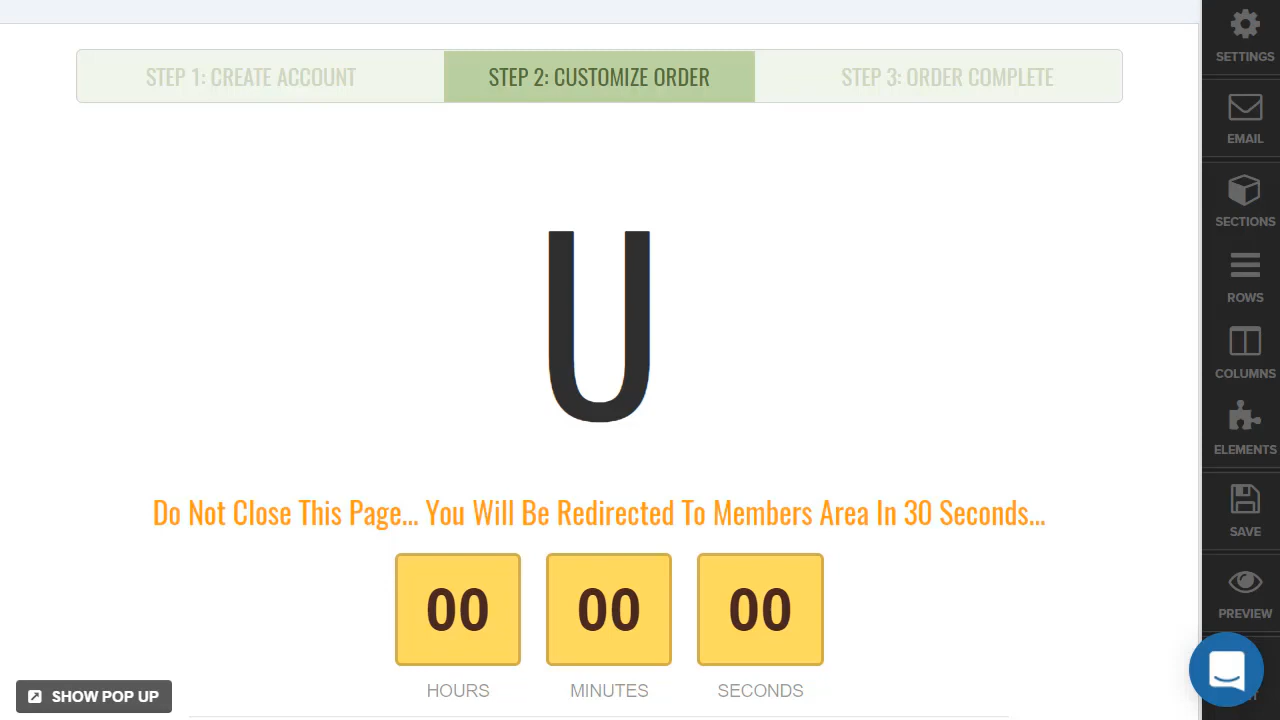 STEP 1: CREATE ACCOUNT
STEP 2: CUSTOMIZE ORDER
STEP 3: ORDER COMPLETE
U
Do Not Close This Page... You Will Be Redirected To Members Area In 30 Seconds...
00 00 00
HOURS MINUTES SECONDS
SHOW POP UP
SETTINGS
EMAIL
SECTIONS
ROWS
COLUMNS
ELEMENTS
SAVE
PREVIEW